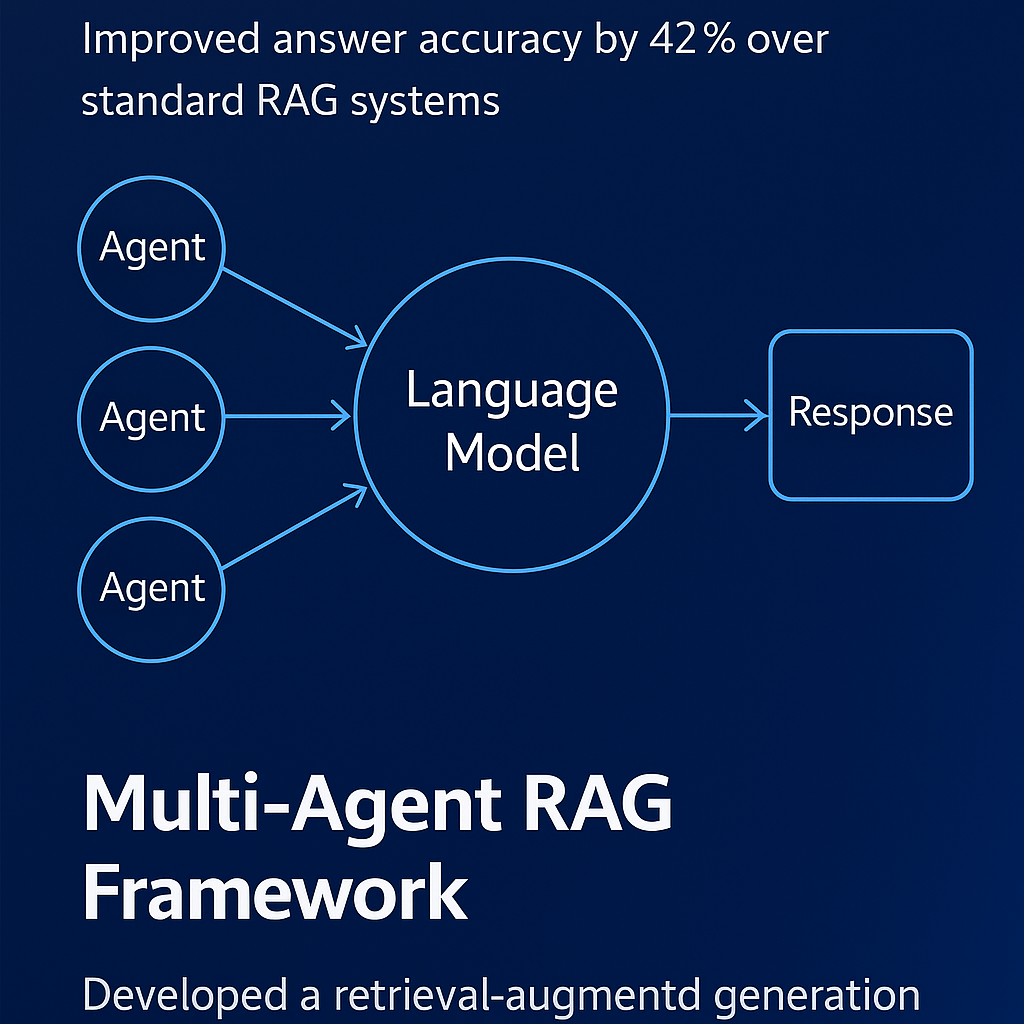 Improved answer accuracy by 42% over
standard RAG systems
Agent
Agent
Agent
Language
Model
Response
Multi-Agent RAG
Framework
Developed a retrieval-augmentd generation